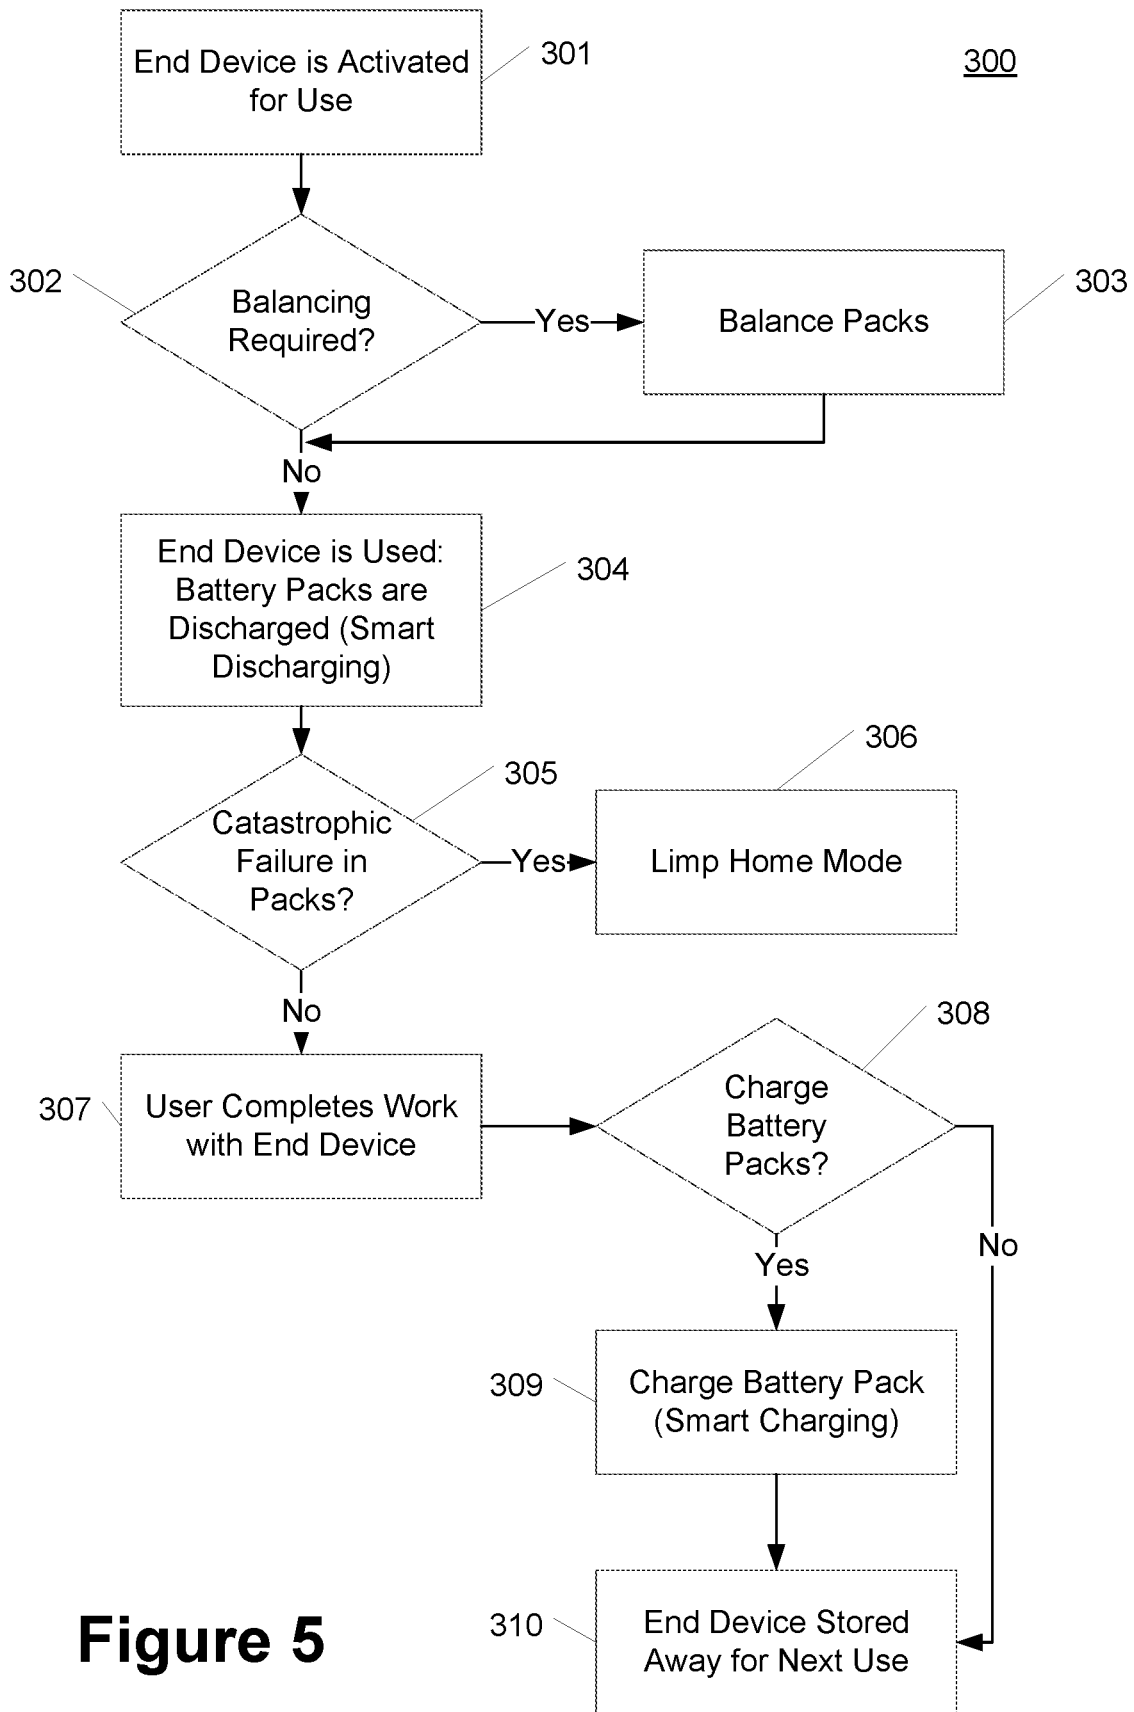 End Device is Activated
for Use
301
300
302
Balancing
Required?
Yes
Balance Packs
303
No
End Device is Used:
Battery Packs are
Discharged (Smart
Discharging)
304
305
Catastrophic
Failure in
Packs?
Yes
306
Limp Home Mode
No
307
User Completes Work
with End Device
308
Charge
Battery
Packs?
Yes
No
309
Charge Battery Pack
(Smart Charging)
310
End Device Stored
Away for Next Use
Figure 5